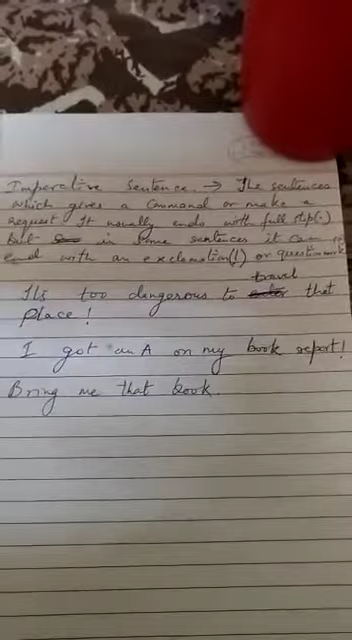 Imperative Sentence → The sentences
which gives a Command or make a
request It usually ends with full stop(.)
But in some sentences it can
end with an exclamation(!) or question mark
Its too dangerous to travel that
place!
I got an A on my book report!
Bring me that book.